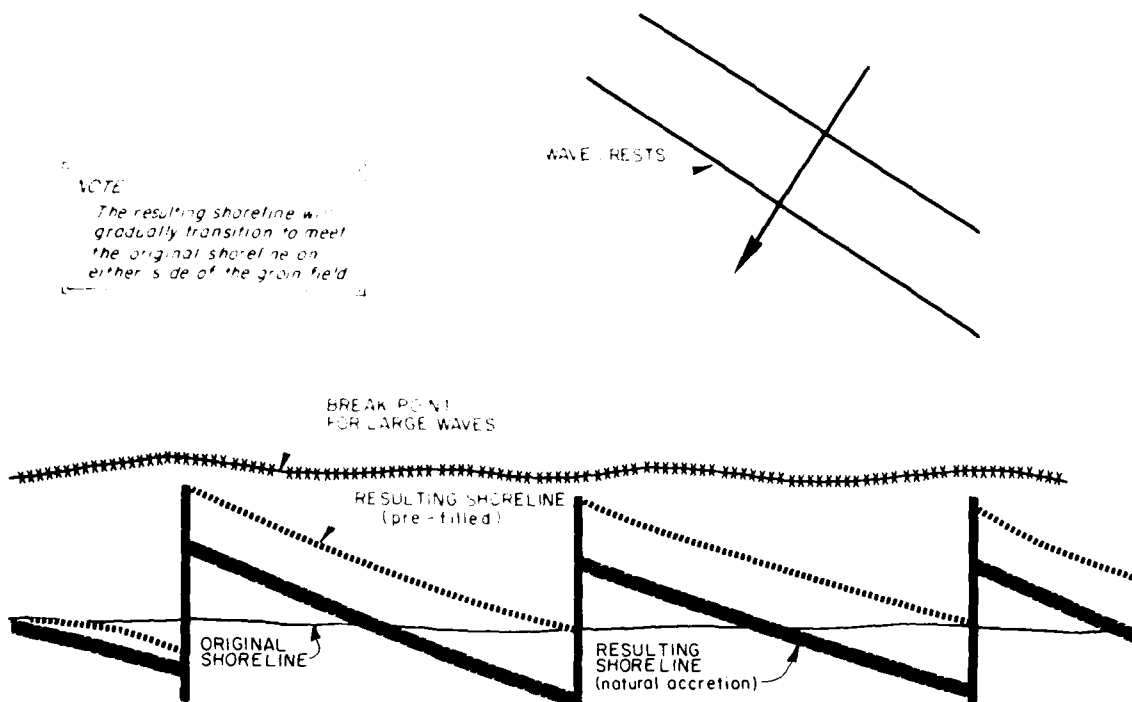 WAVE CRESTS
NOTE
The resulting shoreline will
gradually transition to meet
the original shoreline on
either side of the groin field
BREAK POINT
FOR LARGE WAVES
RESULTING SHORELINE
(pre-filled)
ORIGINAL
SHORELINE
RESULTING
SHORELINE
(natural accretion)